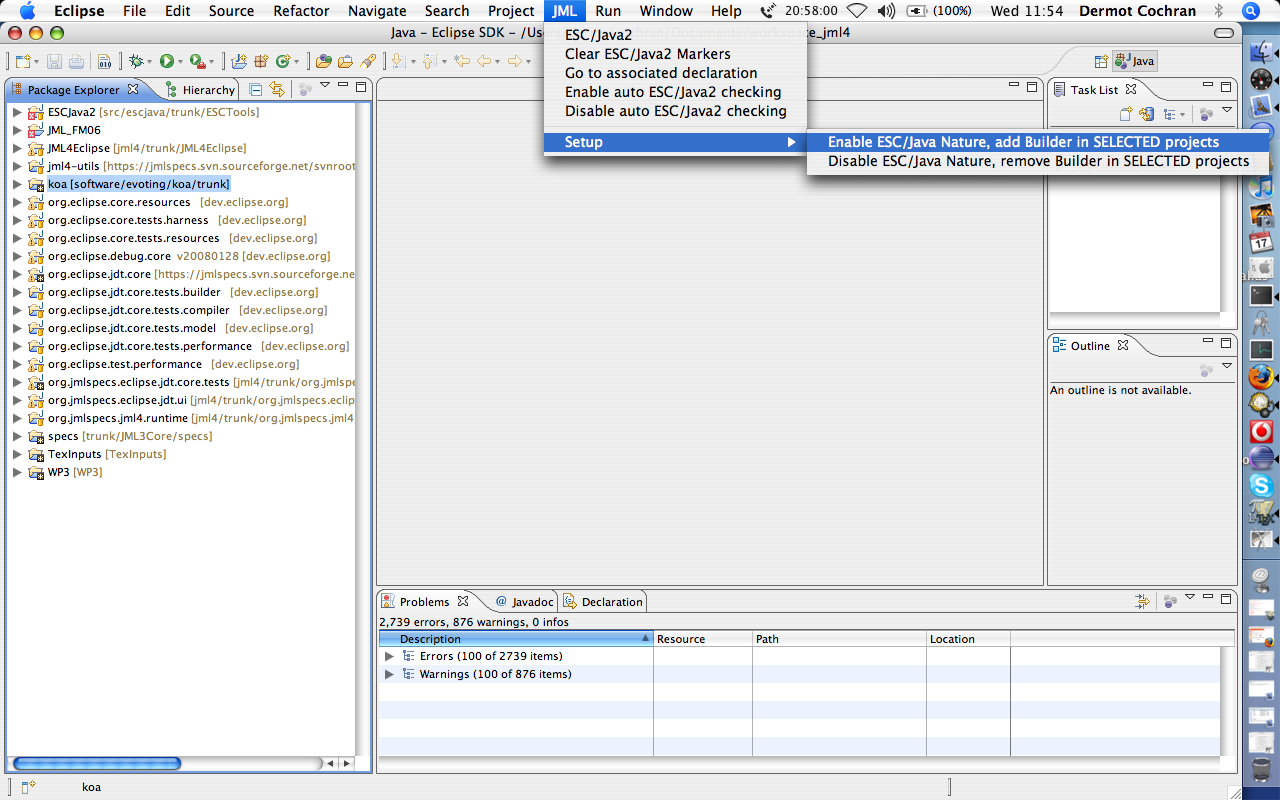 Eclipse File Edit Source Refactor Navigate Search Project JML Run Window Help 20:58:00 (100%) Wed 11:54 Dermot Cochran
Java - Eclipse SDK - /Users
Cochran/Documents/workspace_jml4
ESC/Java2
Clear ESC/Java2 Markers
Go to associated declaration
Enable auto ESC/Java2 checking
Disable auto ESC/Java2 checking
Setup
Enable ESC/Java Nature, add Builder in SELECTED projects
Disable ESC/Java Nature, remove Builder in SELECTED projects
Java
Package Explorer Hierarchy
ESCJava2 [src/escjava/trunk/ESCTools]
JML_FM06
JML4Eclipse [jml4/trunk/JML4Eclipse]
jml4-utils [https://jmlspecs.svn.sourceforge.net/svnroot
koa [software/evoting/koa/trunk]
org.eclipse.core.resources [dev.eclipse.org]
org.eclipse.core.tests.harness [dev.eclipse.org]
org.eclipse.core.tests.resources [dev.eclipse.org]
org.eclipse.debug.core v20080128 [dev.eclipse.org]
org.eclipse.jdt.core [https://jmlspecs.svn.sourceforge.ne
org.eclipse.jdt.core.tests.builder [dev.eclipse.org]
org.eclipse.jdt.core.tests.compiler [dev.eclipse.org]
org.eclipse.jdt.core.tests.model [dev.eclipse.org]
org.eclipse.jdt.core.tests.performance [dev.eclipse.org]
org.eclipse.test.performance [dev.eclipse.org]
org.jmlspecs.eclipse.jdt.core.tests [jml4/trunk/org.jmlspe
org.jmlspecs.eclipse.jdt.ui [jml4/trunk/org.jmlspecs.ecli
org.jmlspecs.jml4.runtime [jml4/trunk/org.jmlspecs.jml4
specs [trunk/JML3Core/specs]
TexInputs [TexInputs]
WP3 [WP3]
Task List
17
Outline
An outline is not available.
Problems @ Javadoc Declaration
2,739 errors, 876 warnings, 0 infos
Description Resource Path Location
Errors (100 of 2739 items)
Warnings (100 of 876 items)
koa